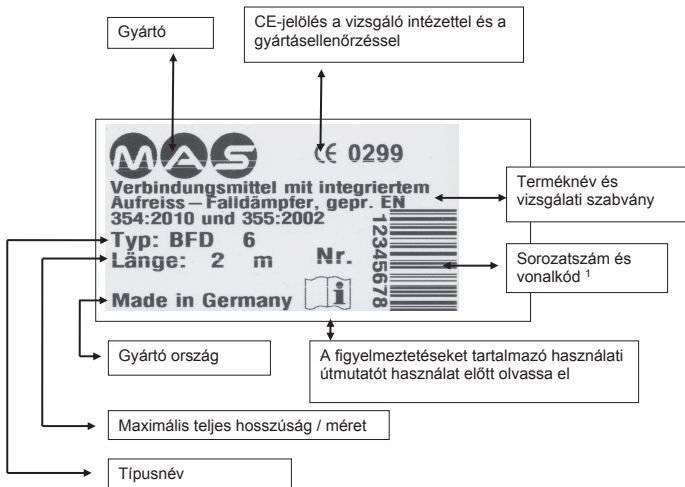 Gyártó
CE-jelölés a vizsgáló intézettel és a
gyártásellenőrzéssel
MAS
CE 0299
Verbindungsmittel mit integriertem
Aufreiss – Falldämpfer, gepr. EN
354:2010 und 355:2002
Typ: BFD 6
Länge: 2 m
Nr.
12345678
Made in Germany
i
Terméknév és
vizsgálati szabvány
Sorozatszám és
vonalkód ¹
Gyártó ország
A figyelmeztetéseket tartalmazó használati
útmutatót használat előtt olvassa el
Maximális teljes hosszúság / méret
Típusnév